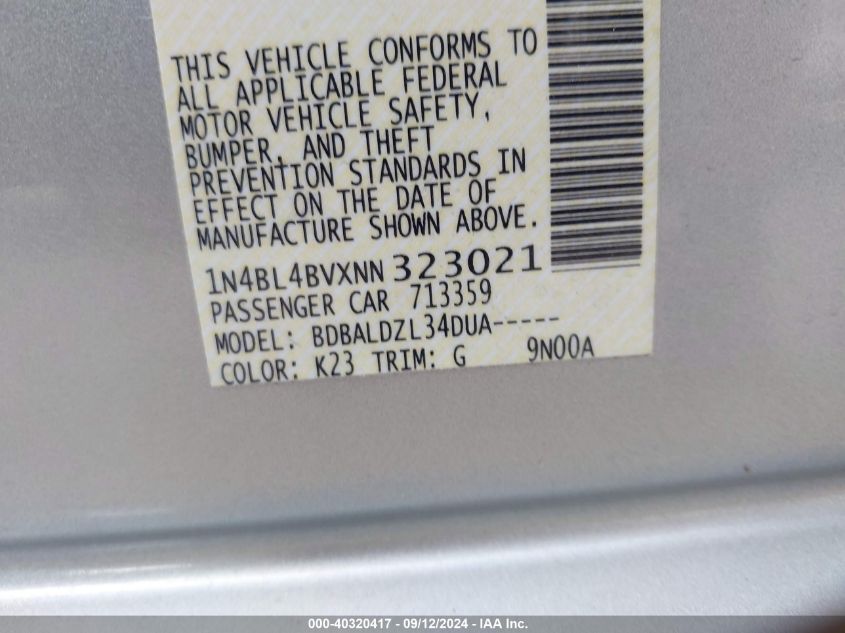 THIS VEHICLE CONFORMS TO
ALL APPLICABLE FEDERAL
MOTOR VEHICLE SAFETY,
BUMPER, AND THEFT
PREVENTION STANDARDS IN
EFFECT ON THE DATE OF
MANUFACTURE SHOWN ABOVE.
1N4BL4BVXNN 323021
PASSENGER CAR 713359
MODEL: BDBALDZL34DUA-----
COLOR: K23 TRIM: G 9N00A
000-40320417 - 09/12/2024 - IAA Inc.